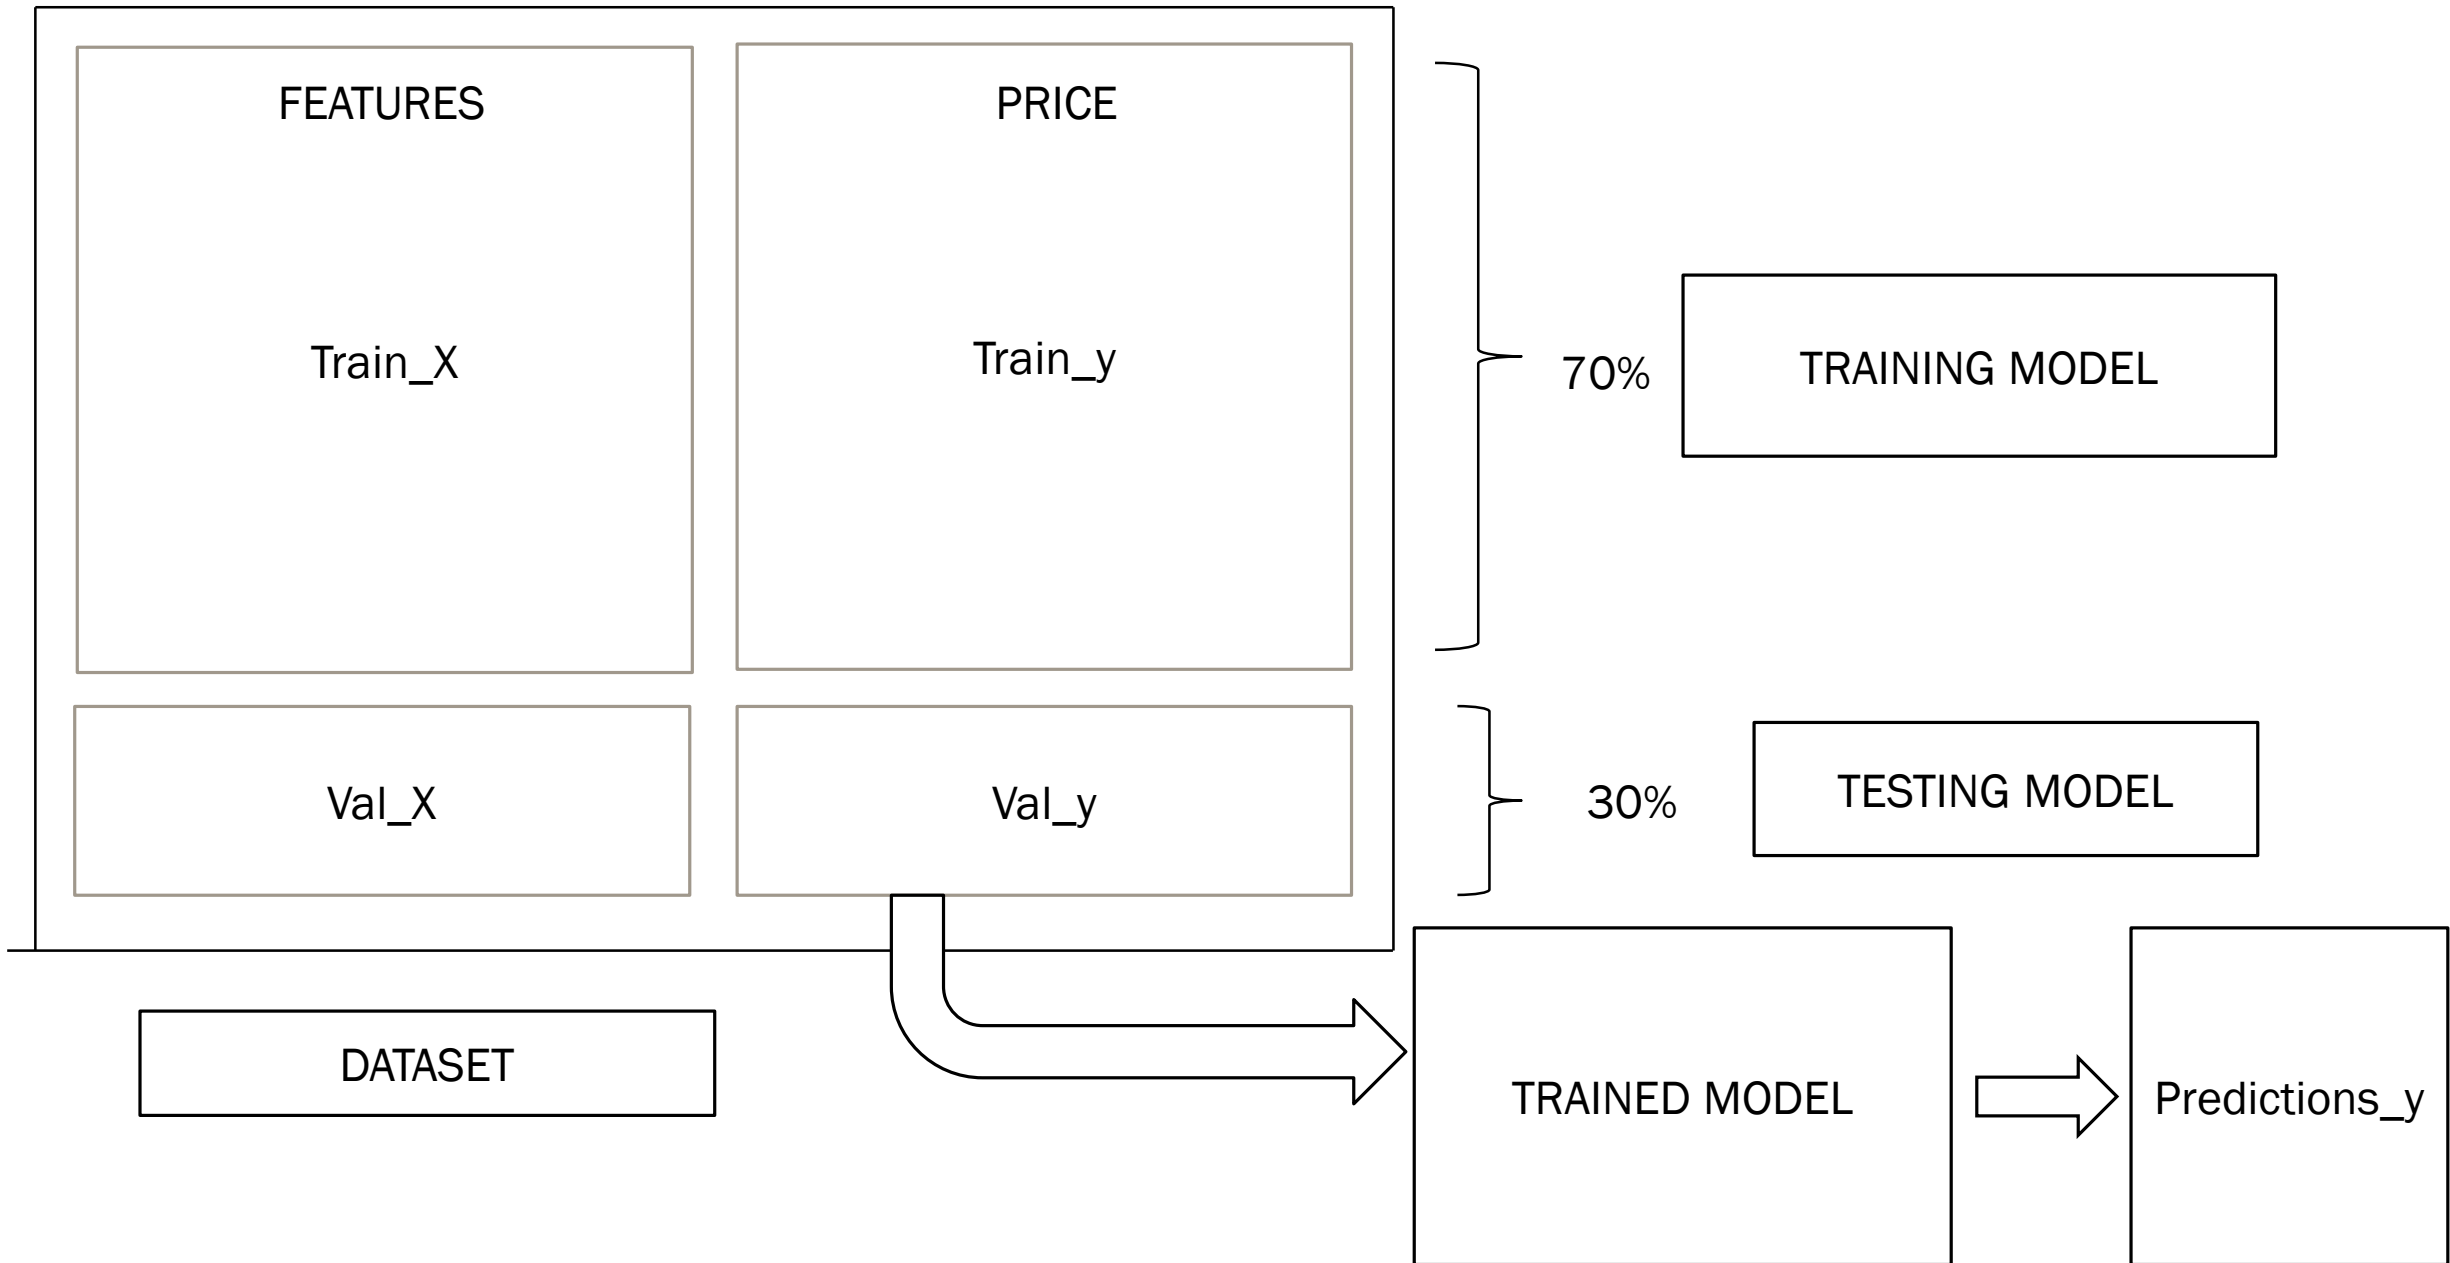 FEATURES
PRICE
Train_X
Train_y
70%
TRAINING MODEL
Val_X
Val_y
30%
TESTING MODEL
DATASET
TRAINED MODEL
Predictions_y